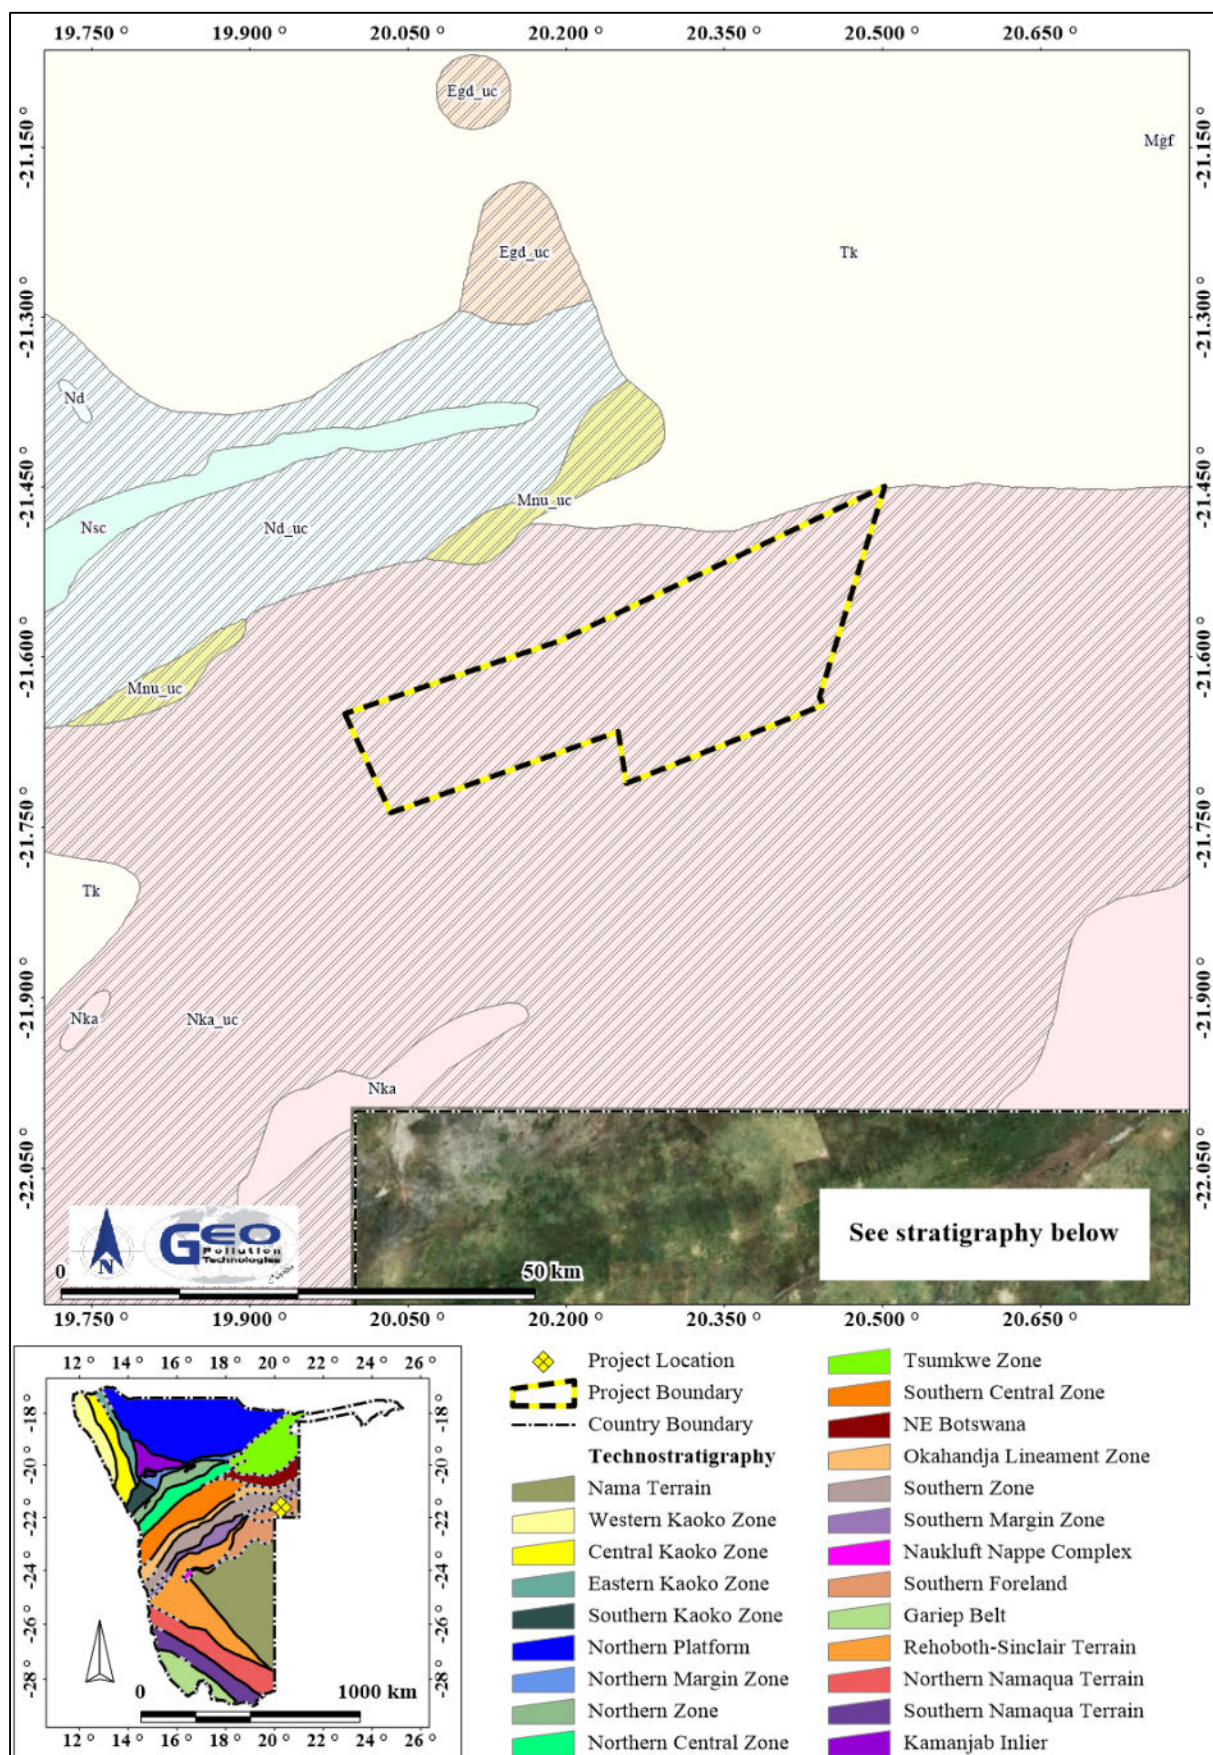 19.750 ° 19.900 ° 20.050 ° 20.200 ° 20.350 ° 20.500 ° 20.650 °
Egd_uc
-21.150 ° Mgf -21.150 °
Egd_uc Tk
-21.300 ° -21.300 °
Nd
-21.450 ° -21.450 °
Mnu_uc
Nsc Nd_uc
-21.600 ° -21.600 °
Mnu_uc
-21.750 ° -21.750 °
Tk
-21.900 ° -21.900 °
Nka Nka_uc
Nka
-22.050 ° -22.050 °
See stratigraphy below
N
GEO
Pollution
Technologies
0 50 km
19.750 ° 19.900 ° 20.050 ° 20.200 ° 20.350 ° 20.500 ° 20.650 °
12 ° 14 ° 16 ° 18 ° 20 ° 22 ° 24 ° 26 °
-18 °
-20 °
-22 °
-24 °
-26 °
-28 °
-18 °
-20 °
-22 °
-24 °
-26 °
-28 °
0 1000 km
12 ° 14 ° 16 ° 18 ° 20 ° 22 ° 24 ° 26 °
Project Location
Project Boundary
Country Boundary
Technostratigraphy
Nama Terrain
Western Kaoko Zone
Central Kaoko Zone
Eastern Kaoko Zone
Southern Kaoko Zone
Northern Platform
Northern Margin Zone
Northern Zone
Northern Central Zone
Tsumkwe Zone
Southern Central Zone
NE Botswana
Okahandja Lineament Zone
Southern Zone
Southern Margin Zone
Naukluft Nappe Complex
Southern Foreland
Gariep Belt
Rehoboth-Sinclair Terrain
Northern Namaqua Terrain
Southern Namaqua Terrain
Kamanjab Inlier